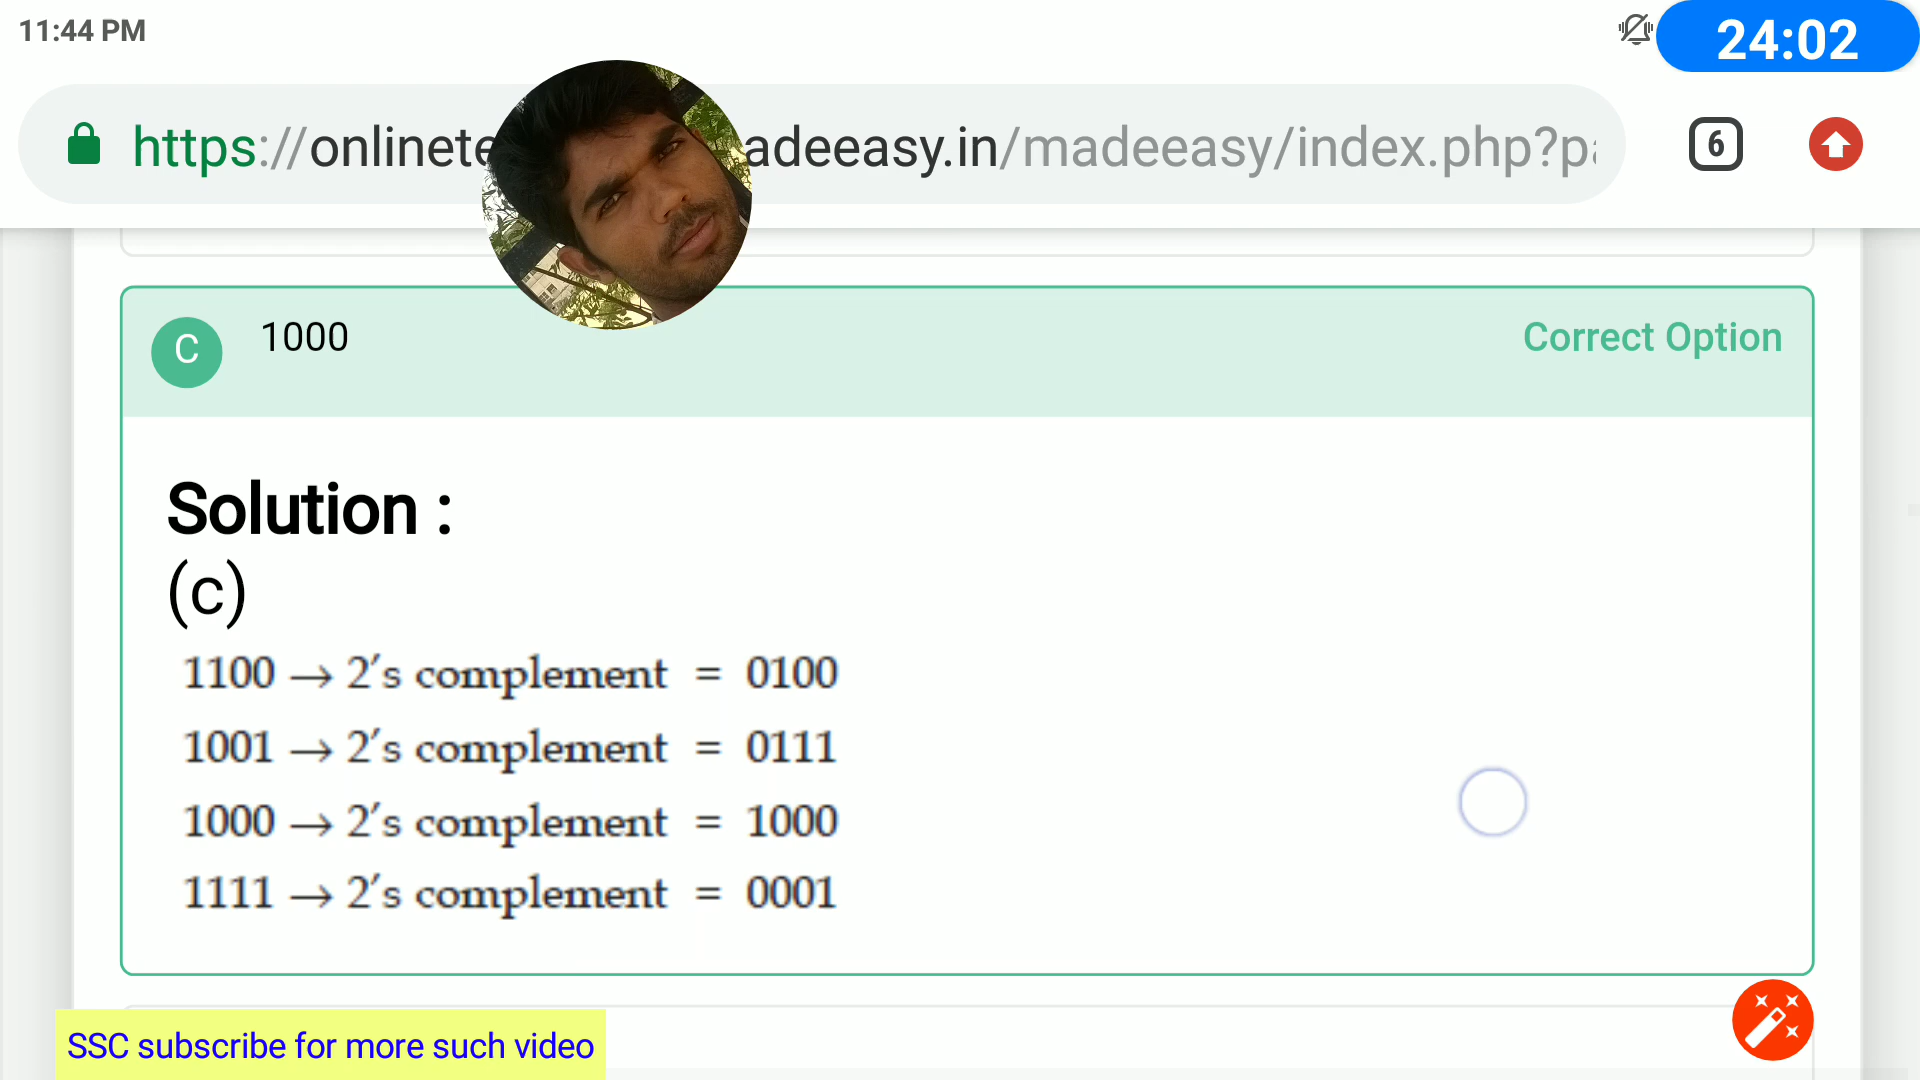 11:44 PM
24:02
https://onlinete adeeasy.in/madeeasy/index.php?pa
6
C 1000 Correct Option
Solution :
(c)
1100 → 2's complement = 0100
1001 → 2's complement = 0111
1000 → 2's complement = 1000
1111 → 2's complement = 0001
SSC subscribe for more such video